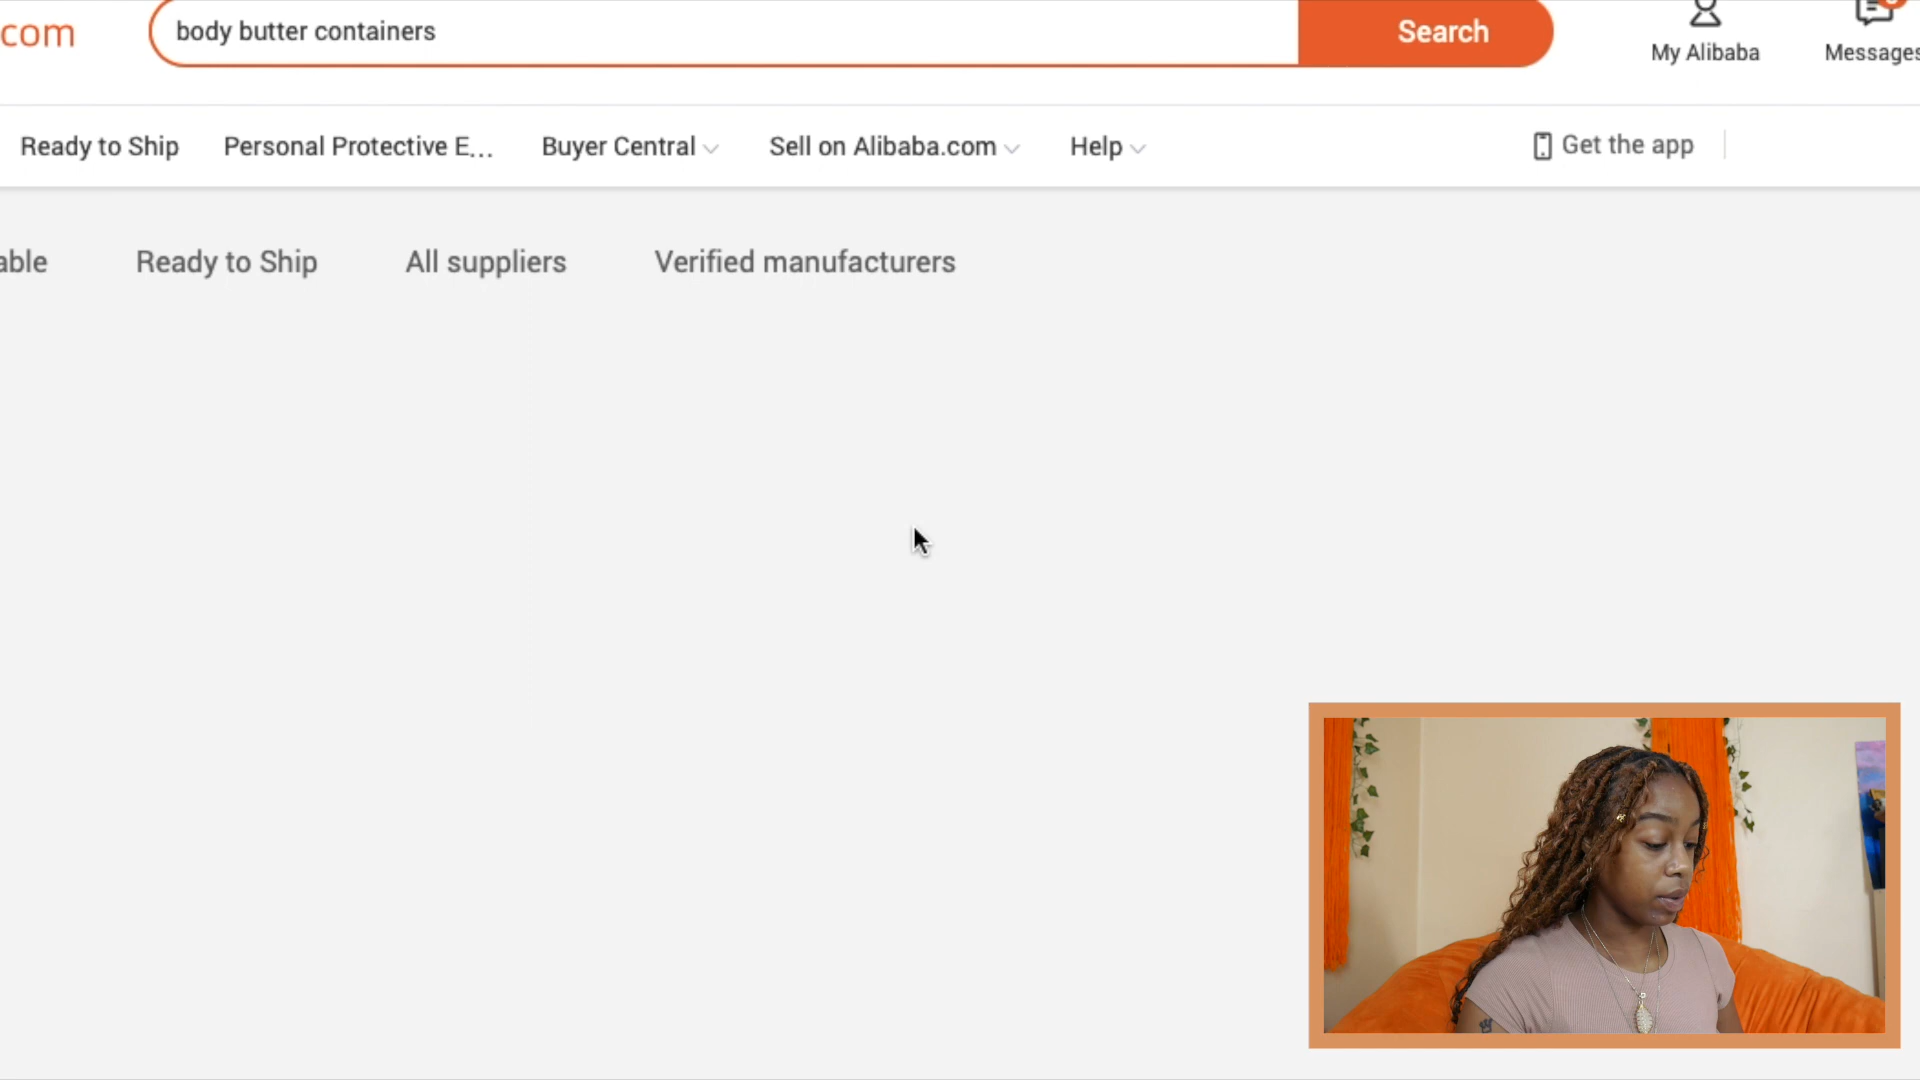 com
body butter containers
Search
My Alibaba
Messages
Ready to Ship
Personal Protective E...
Buyer Central
Sell on Alibaba.com
Help
Get the app
able
Ready to Ship
All suppliers
Verified manufacturers